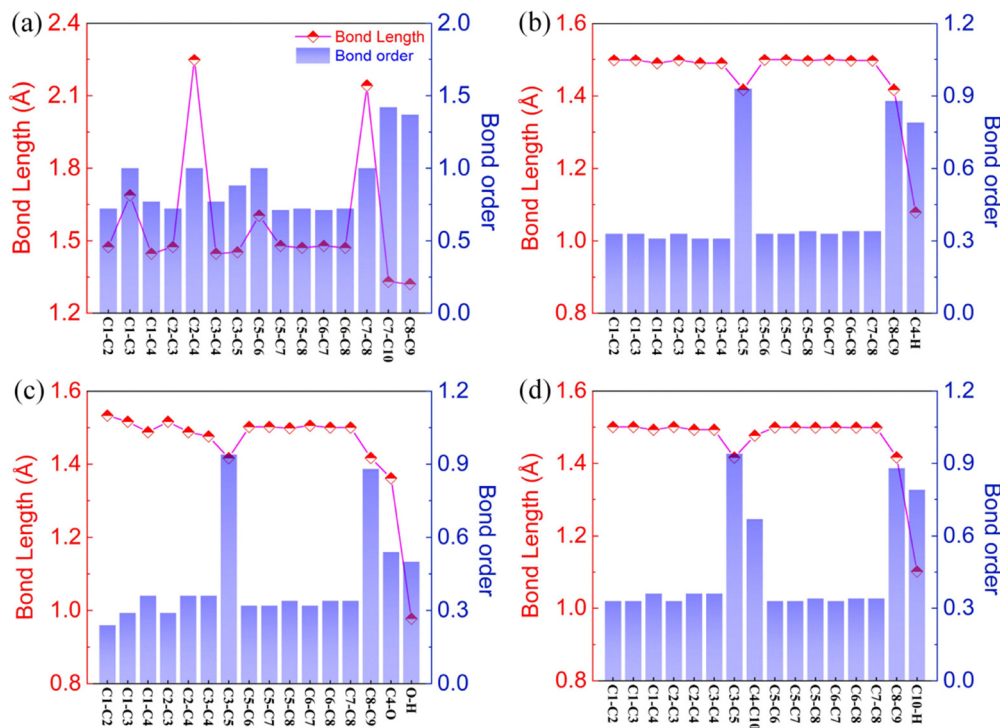 (a)
Bond Length (Å)
2.4
2.1
1.8
1.5
1.2
Bond Length
Bond order
2.0
1.5
1.0
0.5
0.0
Bond order
C1-C2
C1-C3
C1-C4
C2-C3
C2-C4
C3-C4
C3-C5
C5-C6
C5-C7
C5-C8
C6-C7
C6-C8
C7-C8
C7-C10
C8-C9
(b)
Bond Length (Å)
1.6
1.4
1.2
1.0
0.8
1.2
0.9
0.6
0.3
0.0
Bond order
C1-C2
C1-C3
C1-C4
C2-C3
C2-C4
C3-C4
C3-C5
C5-C6
C5-C7
C5-C8
C6-C7
C6-C8
C7-C8
C8-C9
C4-H
(c)
Bond Length (Å)
1.6
1.4
1.2
1.0
0.8
1.2
0.9
0.6
0.3
0.0
Bond order
C1-C2
C1-C3
C1-C4
C2-C3
C2-C4
C3-C4
C3-C5
C5-C6
C5-C7
C5-C8
C6-C7
C6-C8
C7-C8
C8-C9
C4-O
O-H
(d)
Bond Length (Å)
1.6
1.4
1.2
1.0
0.8
1.2
0.9
0.6
0.3
0.0
Bond order
C1-C2
C1-C3
C1-C4
C2-C3
C2-C4
C3-C4
C3-C5
C4-C10
C5-C6
C5-C7
C5-C8
C6-C7
C6-C8
C7-C8
C8-C9
C10-H